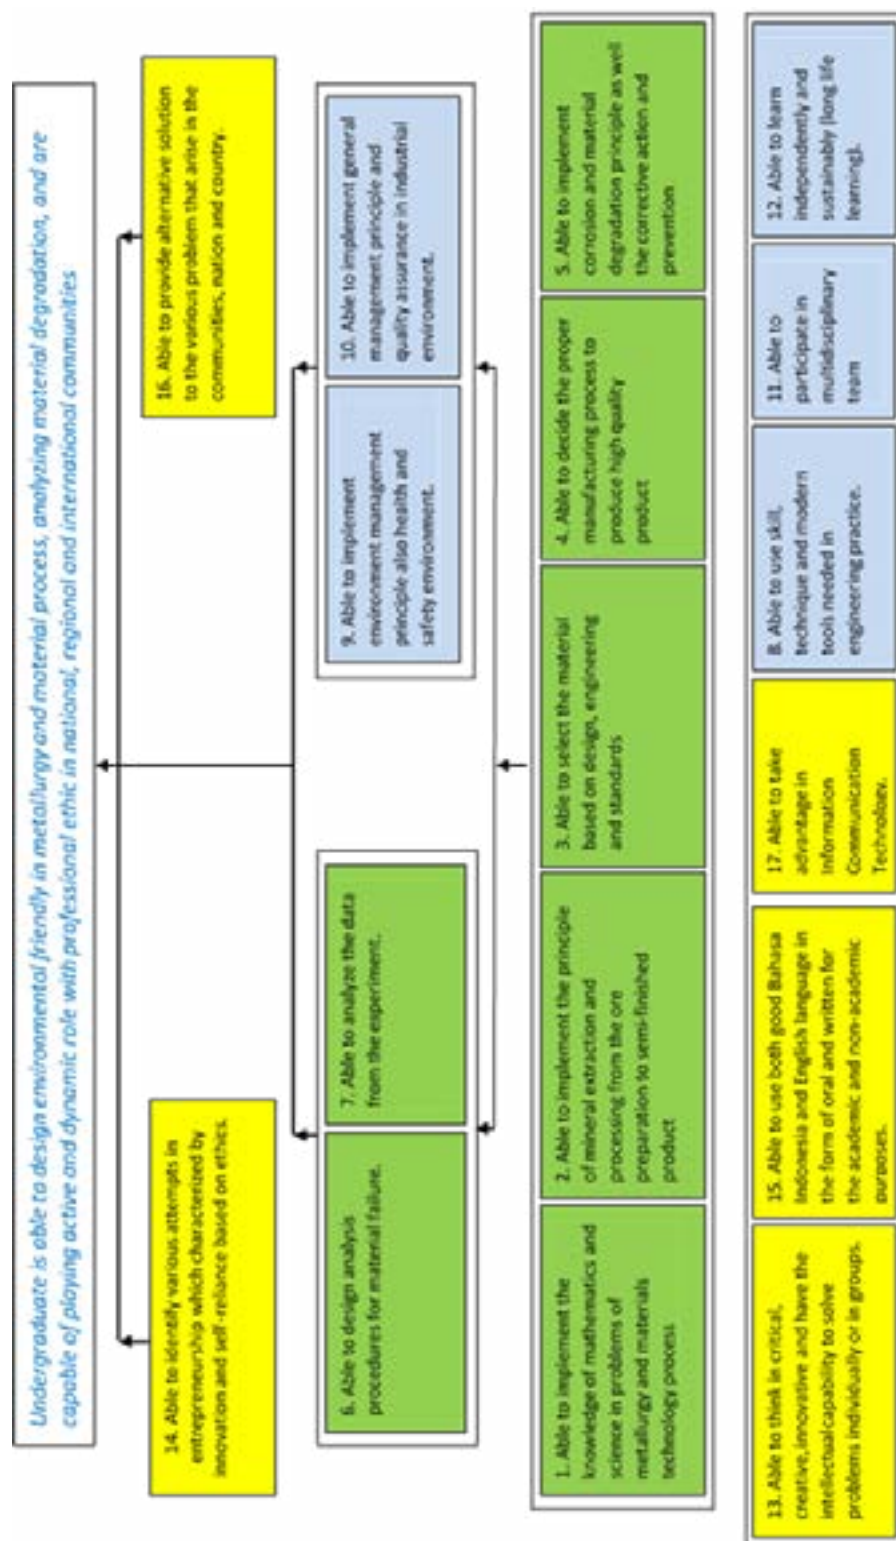 Undergraduate is able to design environmental friendly in metallurgy and material process, analyzing material degradation, and are
capable of playing active and dynamic role with professional ethic in national, regional and international communities
14. Able to identify various attempts in
entrepreneurship which characterized by
innovation and self-reliance based on ethics.
16. Able to provide alternative solution
to the various problem that arise in the
communities, nation and country.
6. Able to design analysis
procedures for material failure.
7. Able to analyze the data
from the experiment.
9. Able to implement
environment management
principle also health and
safety environment.
10. Able to implement general
management principle and
quality assurance in industrial
environment.
1. Able to implement the
knowledge of mathematics and
science in problems of
metallurgy and materials
technology process
2. Able to implement the principle
of mineral extraction and
processing from the ore
preparation to semi-finished
product
3. Able to select the material
based on design, engineering
and standards
4. Able to decide the proper
manufacturing process to
produce high quality
product
5. Able to implement
corrosion and material
degradation principle as well
the corrective action and
prevention
13. Able to think in critical,
creative, innovative and have the
intellectual capability to solve
problems individually or in groups.
15. Able to use both good Bahasa
Indonesia and English language in
the form of oral and written for
the academic and non-academic
purposes.
17. Able to take
advantage in
Information
Communication
Technology.
8. Able to use skill,
technique and modern
tools needed in
engineering practice.
11. Able to
participate in
multidisciplinary
team
12. Able to learn
independently and
sustainably (long life
learning).